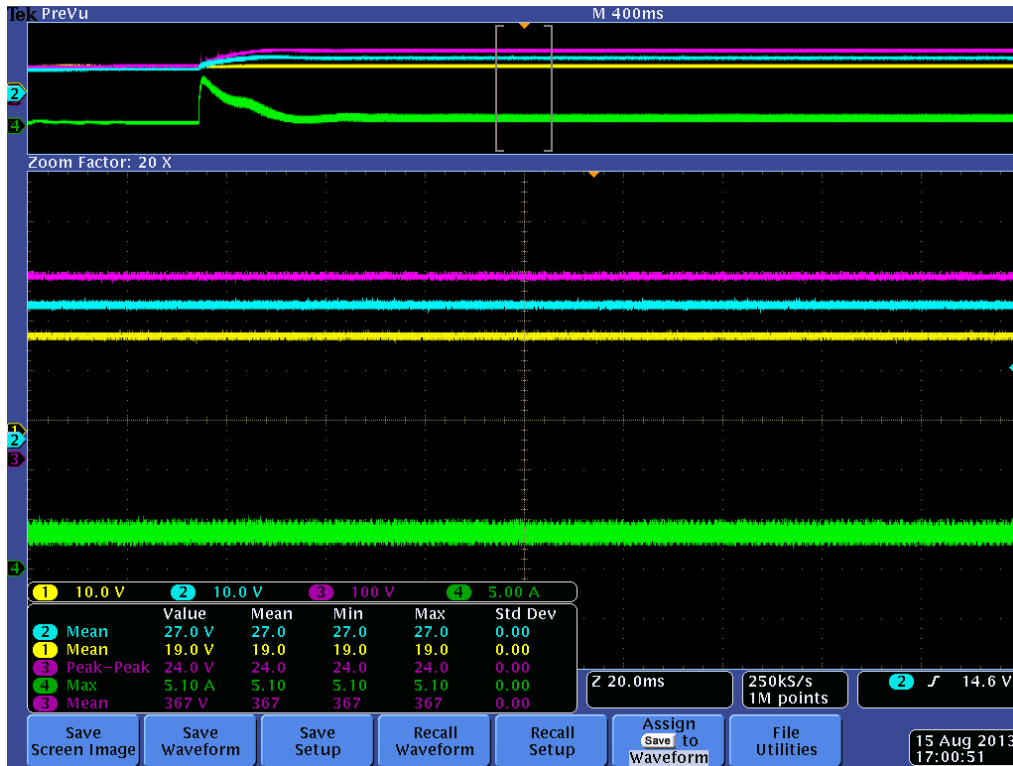 Tek PreVu M 400ms
2
4
Zoom Factor: 20 X
1
2
3
4
1 10.0 V 2 10.0 V 3 100 V 4 5.00 A
Value Mean Min Max Std Dev
2 Mean 27.0 V 27.0 27.0 27.0 0.00
1 Mean 19.0 V 19.0 19.0 19.0 0.00
3 Peak-Peak 24.0 V 24.0 24.0 24.0 0.00
4 Max 5.10 A 5.10 5.10 5.10 0.00
3 Mean 367 V 367 367 367 0.00
Z 20.0ms
250kS/s
1M points
2 14.6 V
Save
Screen Image
Save
Waveform
Save
Setup
Recall
Waveform
Recall
Setup
Assign
Save to
Waveform
File
Utilities
15 Aug 2013
17:00:51